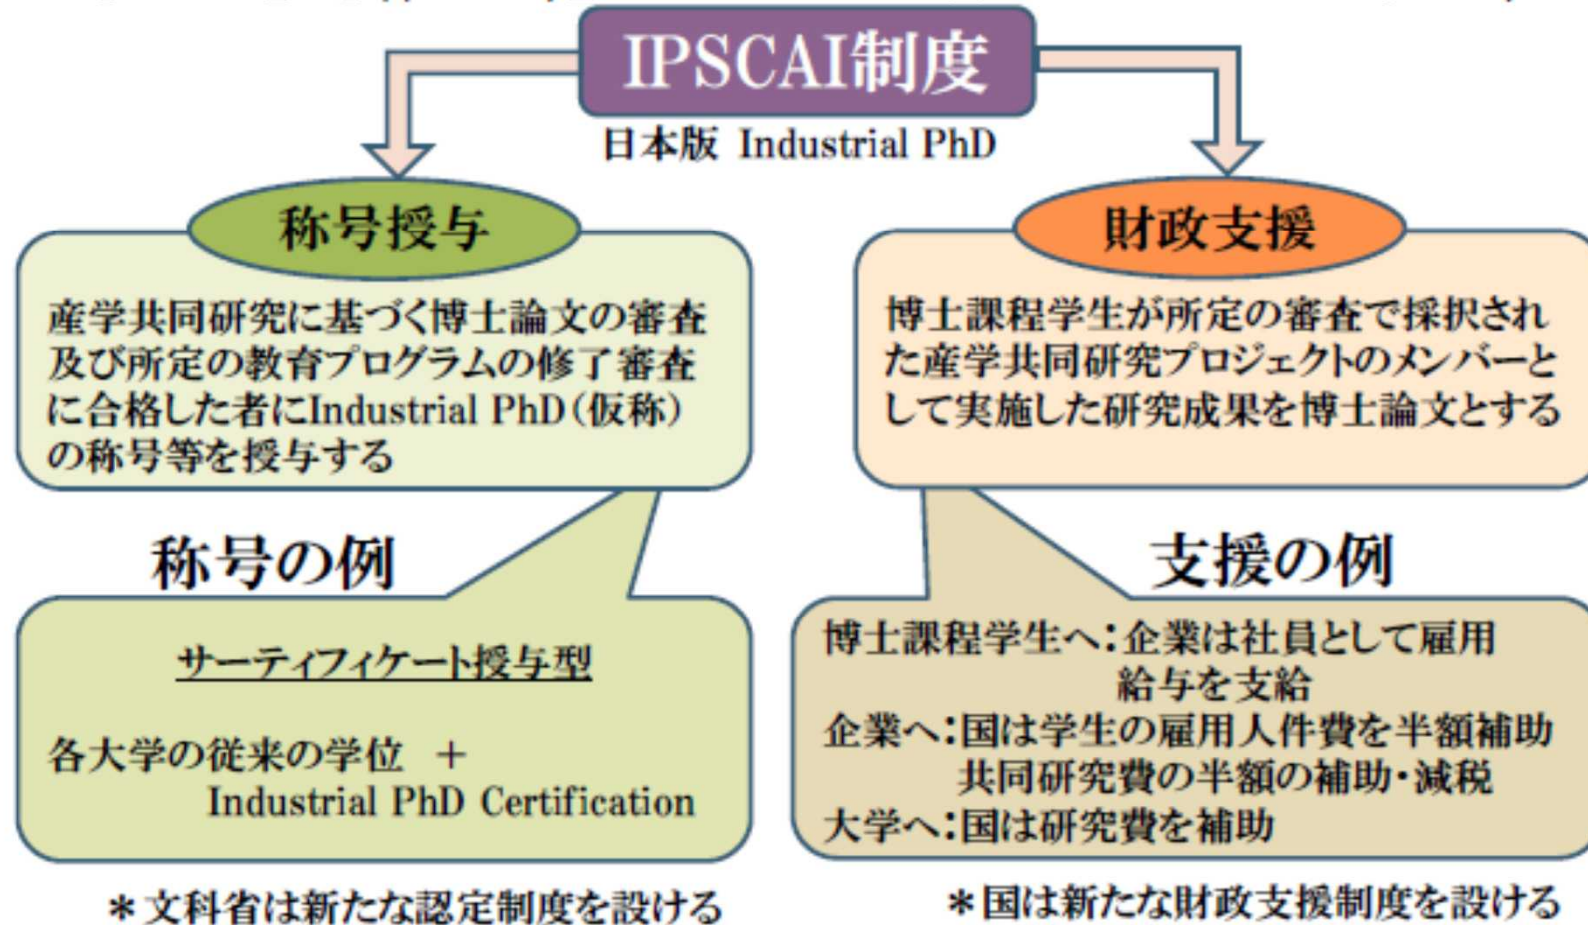 IPSCAI制度
日本版 Industrial PhD
称号授与
産学共同研究に基づく博士論文の審査
及び所定の教育プログラムの修了審査
に合格した者にIndustrial PhD（仮称）
の称号等を授与する
称号の例
サーティフィケート授与型
各大学の従来の学位 ＋
Industrial PhD Certification
＊文科省は新たな認定制度を設ける
財政支援
博士課程学生が所定の審査で採択され
た産学共同研究プロジェクトのメンバーと
して実施した研究成果を博士論文とする
支援の例
博士課程学生へ：企業は社員として雇用
給与を支給
企業へ：国は学生の雇用人件費を半額補助
共同研究費の半額の補助・減税
大学へ：国は研究費を補助
＊国は新たな財政支援制度を設ける